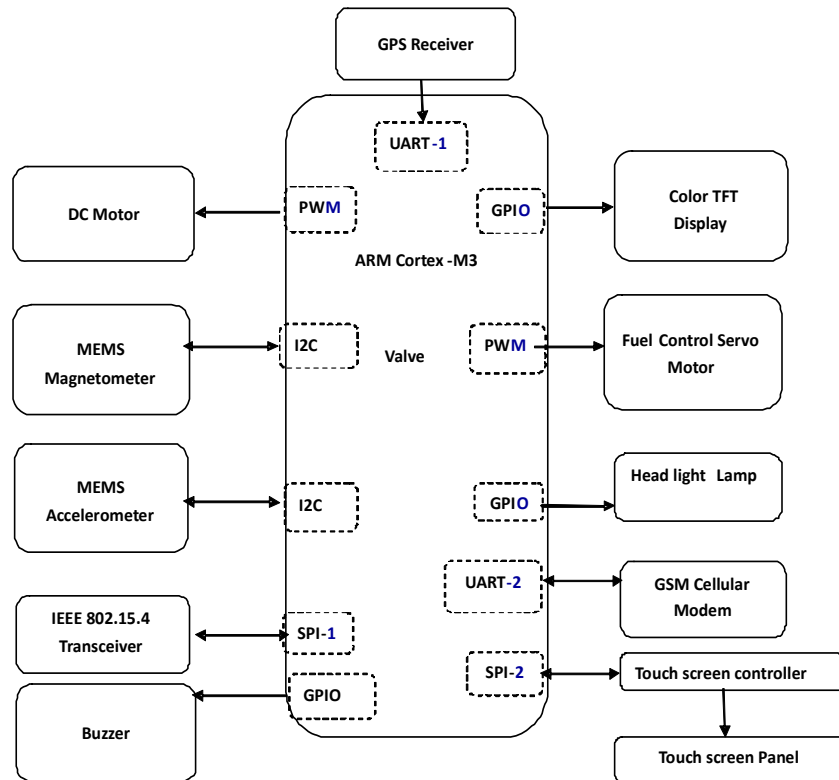 GPS Receiver
UART-1
DC Motor
PWM
GPIO
Color TFT
Display
ARM Cortex -M3
MEMS
Magnetometer
I2C
Valve
PWM
Fuel Control Servo
Motor
MEMS
Accelerometer
I2C
GPIO
Head light Lamp
UART-2
GSM Cellular
Modem
IEEE 802.15.4
Transceiver
SPI-1
SPI-2
Touch screen controller
GPIO
Buzzer
Touch screen Panel